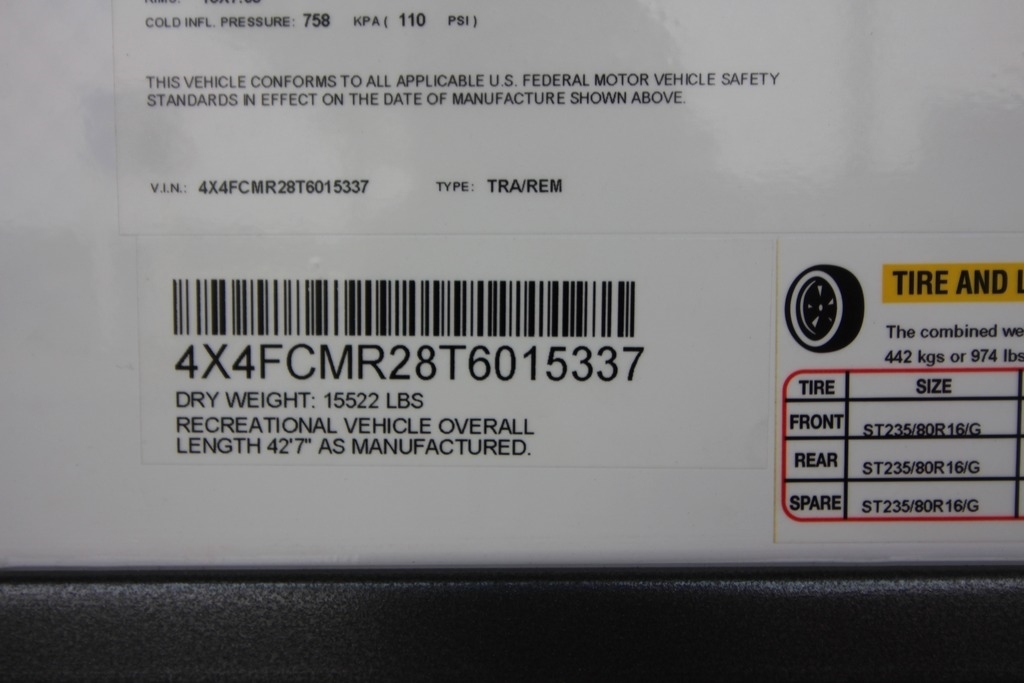 COLD INFL. PRESSURE: 758 KPA ( 110 PSI )
THIS VEHICLE CONFORMS TO ALL APPLICABLE U.S. FEDERAL MOTOR VEHICLE SAFETY
STANDARDS IN EFFECT ON THE DATE OF MANUFACTURE SHOWN ABOVE.
V.I.N.: 4X4FCMR28T6015337 TYPE: TRA/REM
4X4FCMR28T6015337
DRY WEIGHT: 15522 LBS
RECREATIONAL VEHICLE OVERALL
LENGTH 42'7" AS MANUFACTURED.
TIRE AND L
The combined we
442 kgs or 974 lbs
TIRE SIZE
FRONT ST235/80R16/G
REAR ST235/80R16/G
SPARE ST235/80R16/G